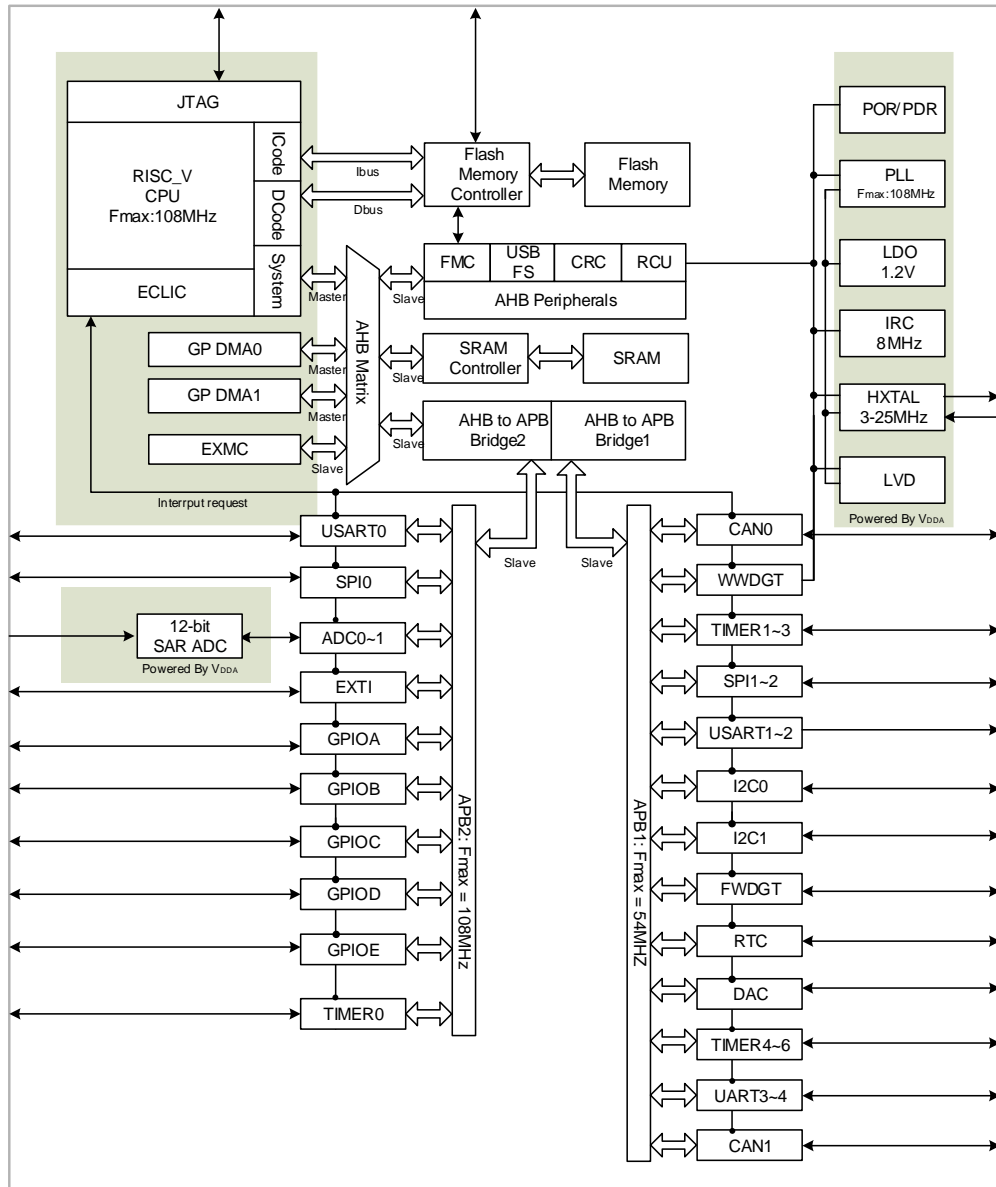 JTAG
RISC_V
CPU
Fmax:108MHz
ICode
DCode
System
ECLIC
Ibus
Dbus
Flash
Memory
Controller
Flash
Memory
FMC
USB
FS
CRC
RCU
AHB Peripherals
Master
Slave
AHB Matrix
GP DMA0
Master
GP DMA1
Master
EXMC
Slave
Slave
SRAM
Controller
SRAM
Slave
AHB to APB
Bridge2
AHB to APB
Bridge1
POR/PDR
PLL
Fmax:108MHz
LDO
1.2V
IRC
8MHz
HXTAL
3-25MHz
LVD
Powered By VDDA
Interrput request
Slave
Slave
USART0
SPI0
12-bit
SAR ADC
Powered By VDDA
ADC0~1
EXTI
GPIOA
GPIOB
GPIOC
GPIOD
GPIOE
TIMER0
APB2: Fmax = 108MHz
APB1: Fmax = 54MHZ
CAN0
WWDGT
TIMER1~3
SPI1~2
USART1~2
I2C0
I2C1
FWDGT
RTC
DAC
TIMER4~6
UART3~4
CAN1